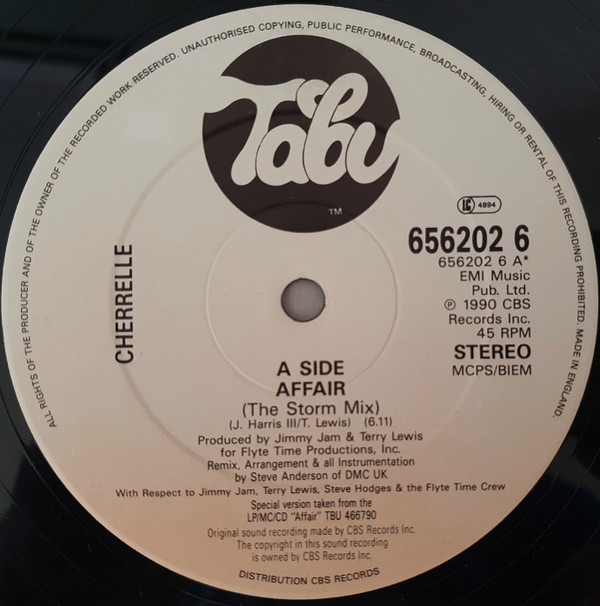 ALL RIGHTS OF THE PRODUCER AND OF THE OWNER OF THE RECORDED WORK RESERVED. UNAUTHORISED COPYING, PUBLIC PERFORMANCE, BROADCASTING, HIRING OR RENTAL OF THIS RECORDING PROHIBITED. MADE IN ENGLAND.
Tabu
TM
LC 4894
CHERRELLE
656202 6
656202 6 A*
EMI Music
Pub. Ltd.
℗ 1990 CBS
Records Inc.
45 RPM
STEREO
MCPS/BIEM
A SIDE
AFFAIR
(The Storm Mix)
(J. Harris III/T. Lewis) (6.11)
Produced by Jimmy Jam & Terry Lewis
for Flyte Time Productions, Inc.
Remix, Arrangement & all Instrumentation
by Steve Anderson of DMC UK
With Respect to Jimmy Jam, Terry Lewis, Steve Hodges & the Flyte Time Crew
Special version taken from the
LP/MC/CD "Affair" TBU 466790
Original sound recording made by CBS Records Inc.
The copyright in this sound recording
is owned by CBS Records Inc.
DISTRIBUTION CBS RECORDS